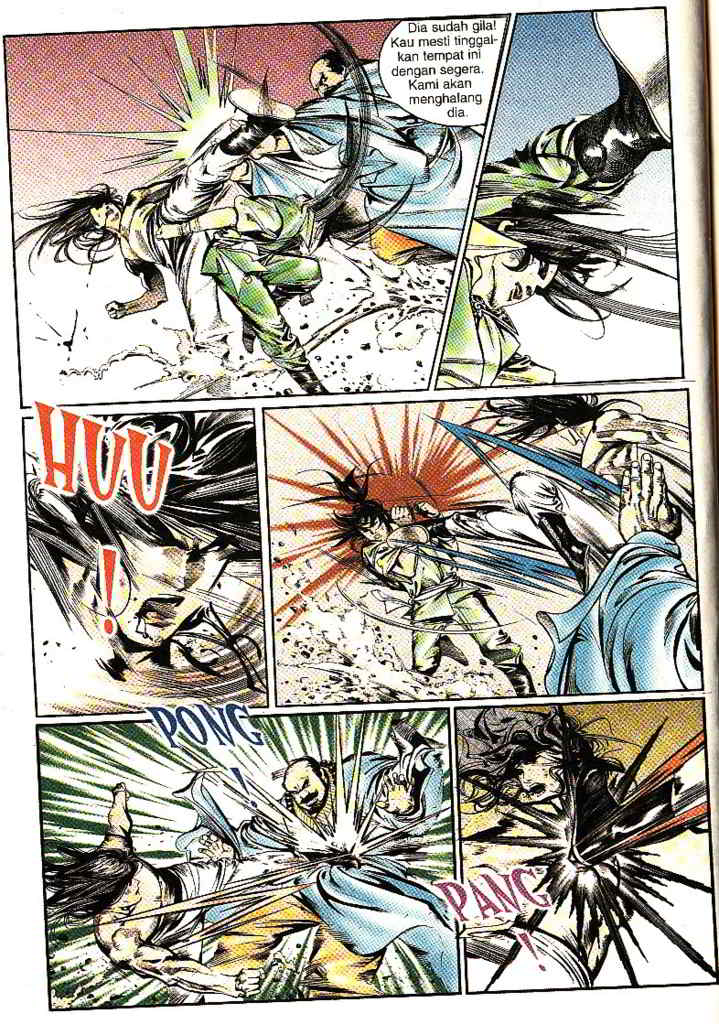 Dia sudah gila!
Kau mesti tinggal-
kan tempat ini
dengan segera.
Kami akan
menghalang
dia.
HUU
!
PONG
!
PANG
!